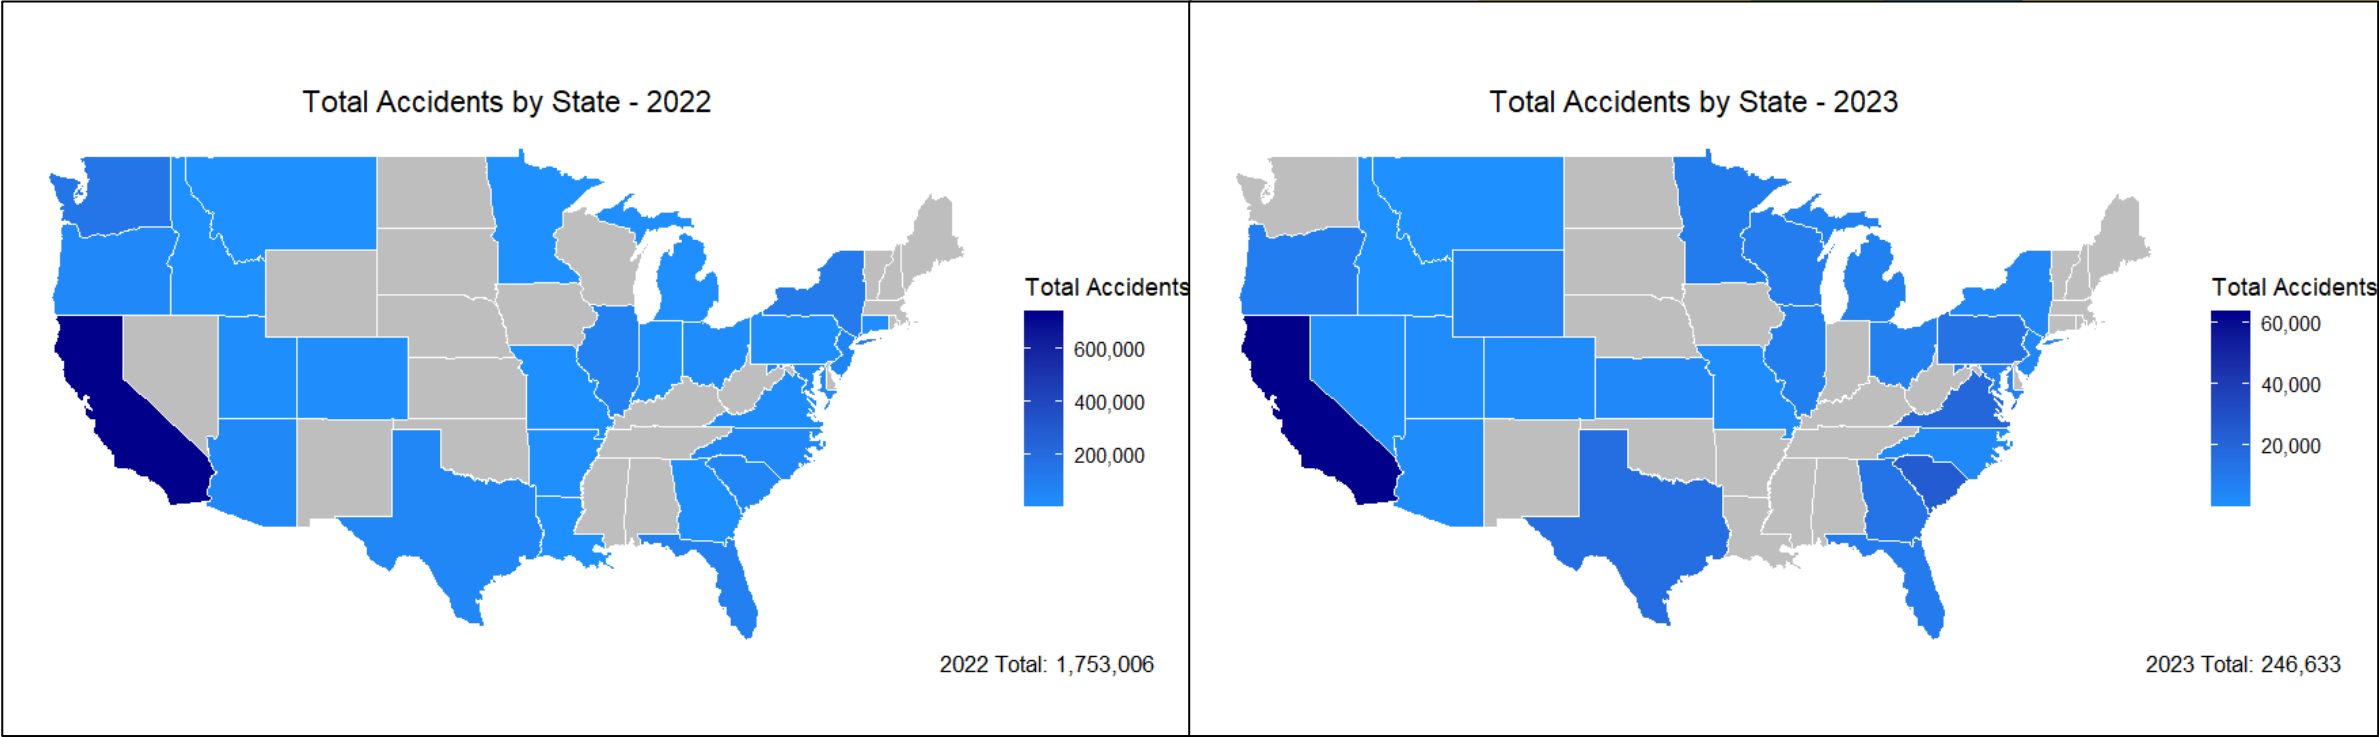 Total Accidents by State - 2022
Total Accidents
600,000
400,000
200,000
2022 Total: 1,753,006
Total Accidents by State - 2023
Total Accidents
60,000
40,000
20,000
2023 Total: 246,633